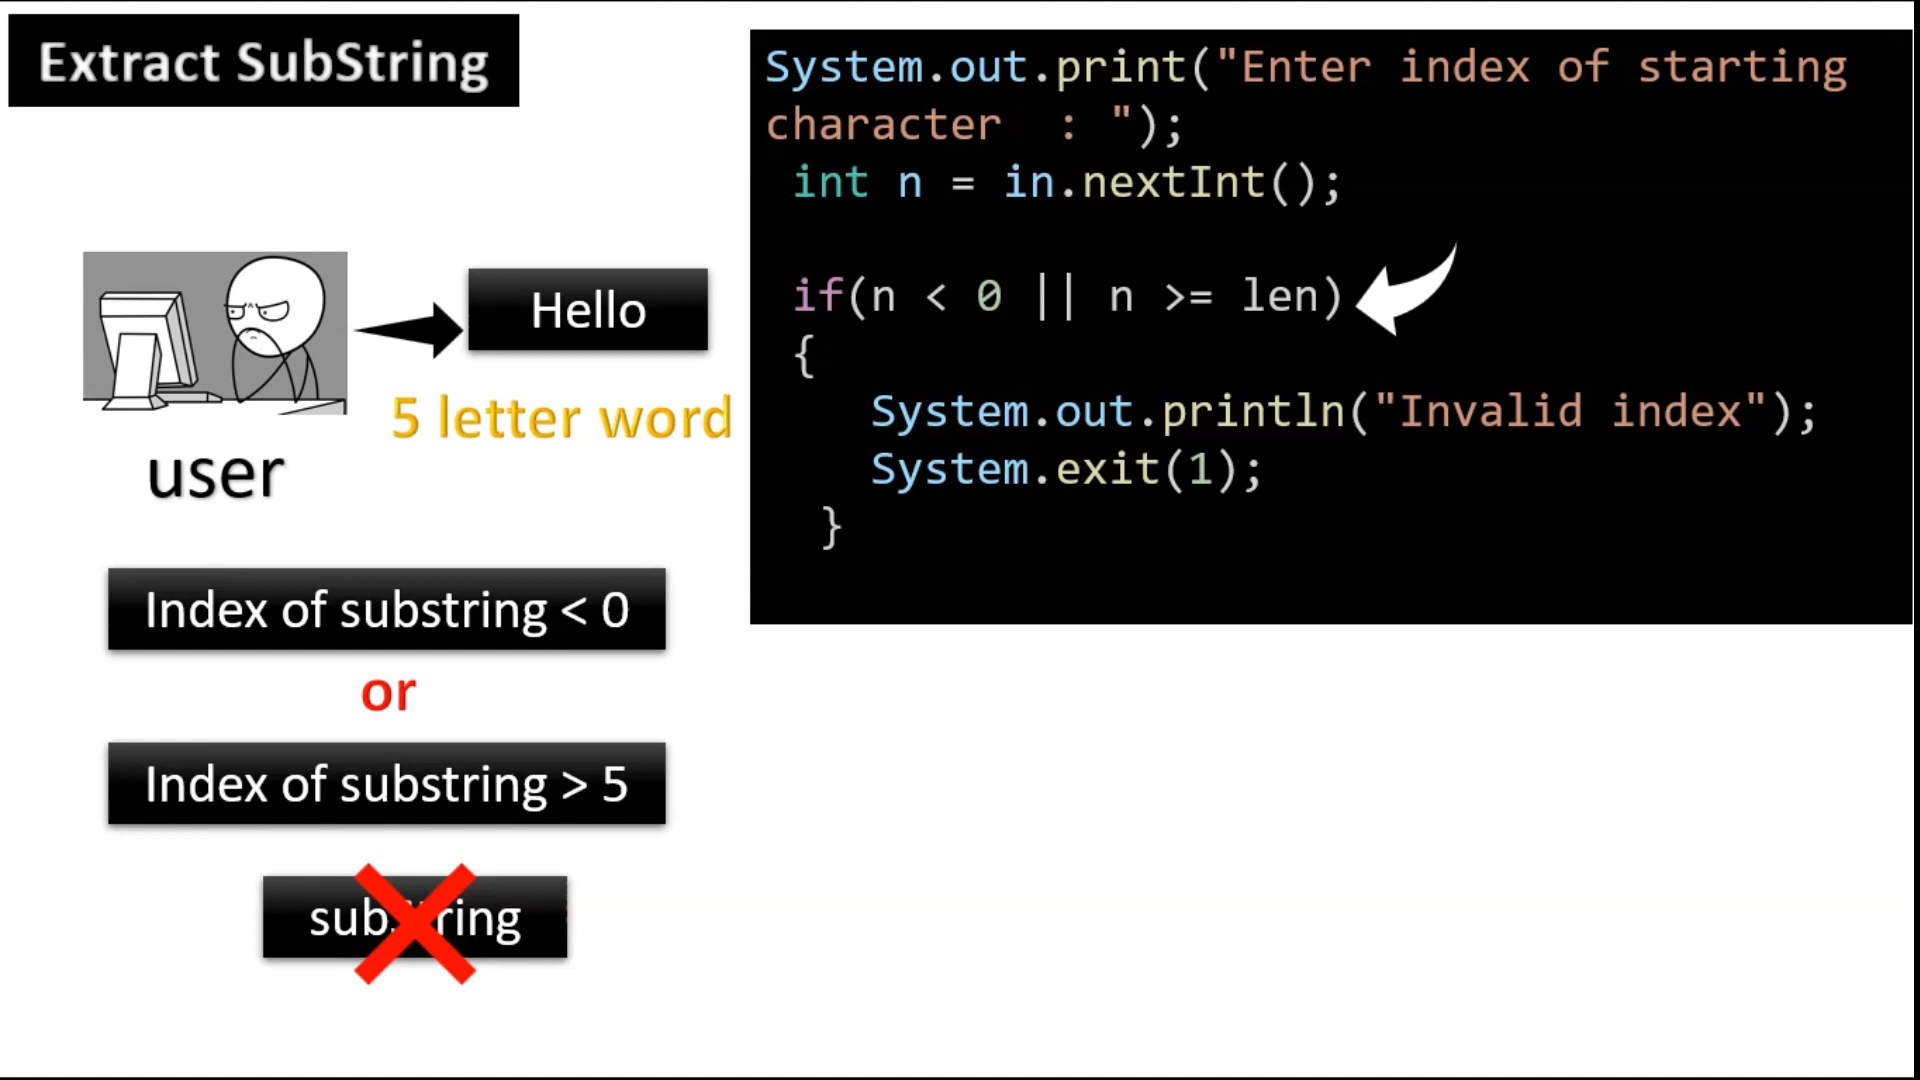 Extract SubString
System.out.print("Enter index of starting
character  : ");
int n = in.nextInt();
if(n < 0 || n >= len)
{
System.out.println("Invalid index");
System.exit(1);
}
Hello
5 letter word
user
Index of substring < 0
or
Index of substring > 5